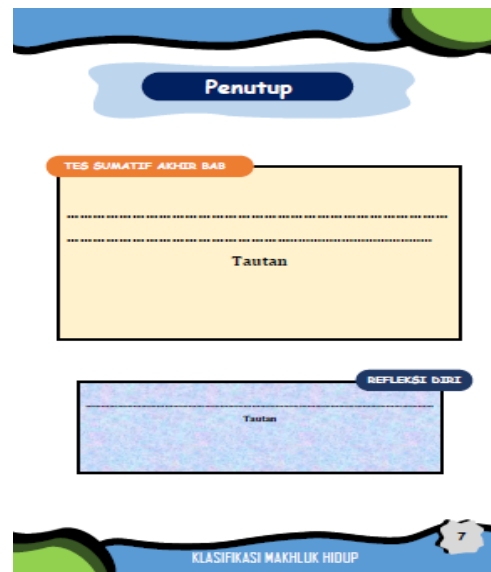 Penutup
TES SUMATIF AKHIR BAB
................................................................................
................................................................................
Tautan
REFLEKSI DIRI
................................................................................
Tautan
7
KLASIFIKASI MAKHLUK HIDUP